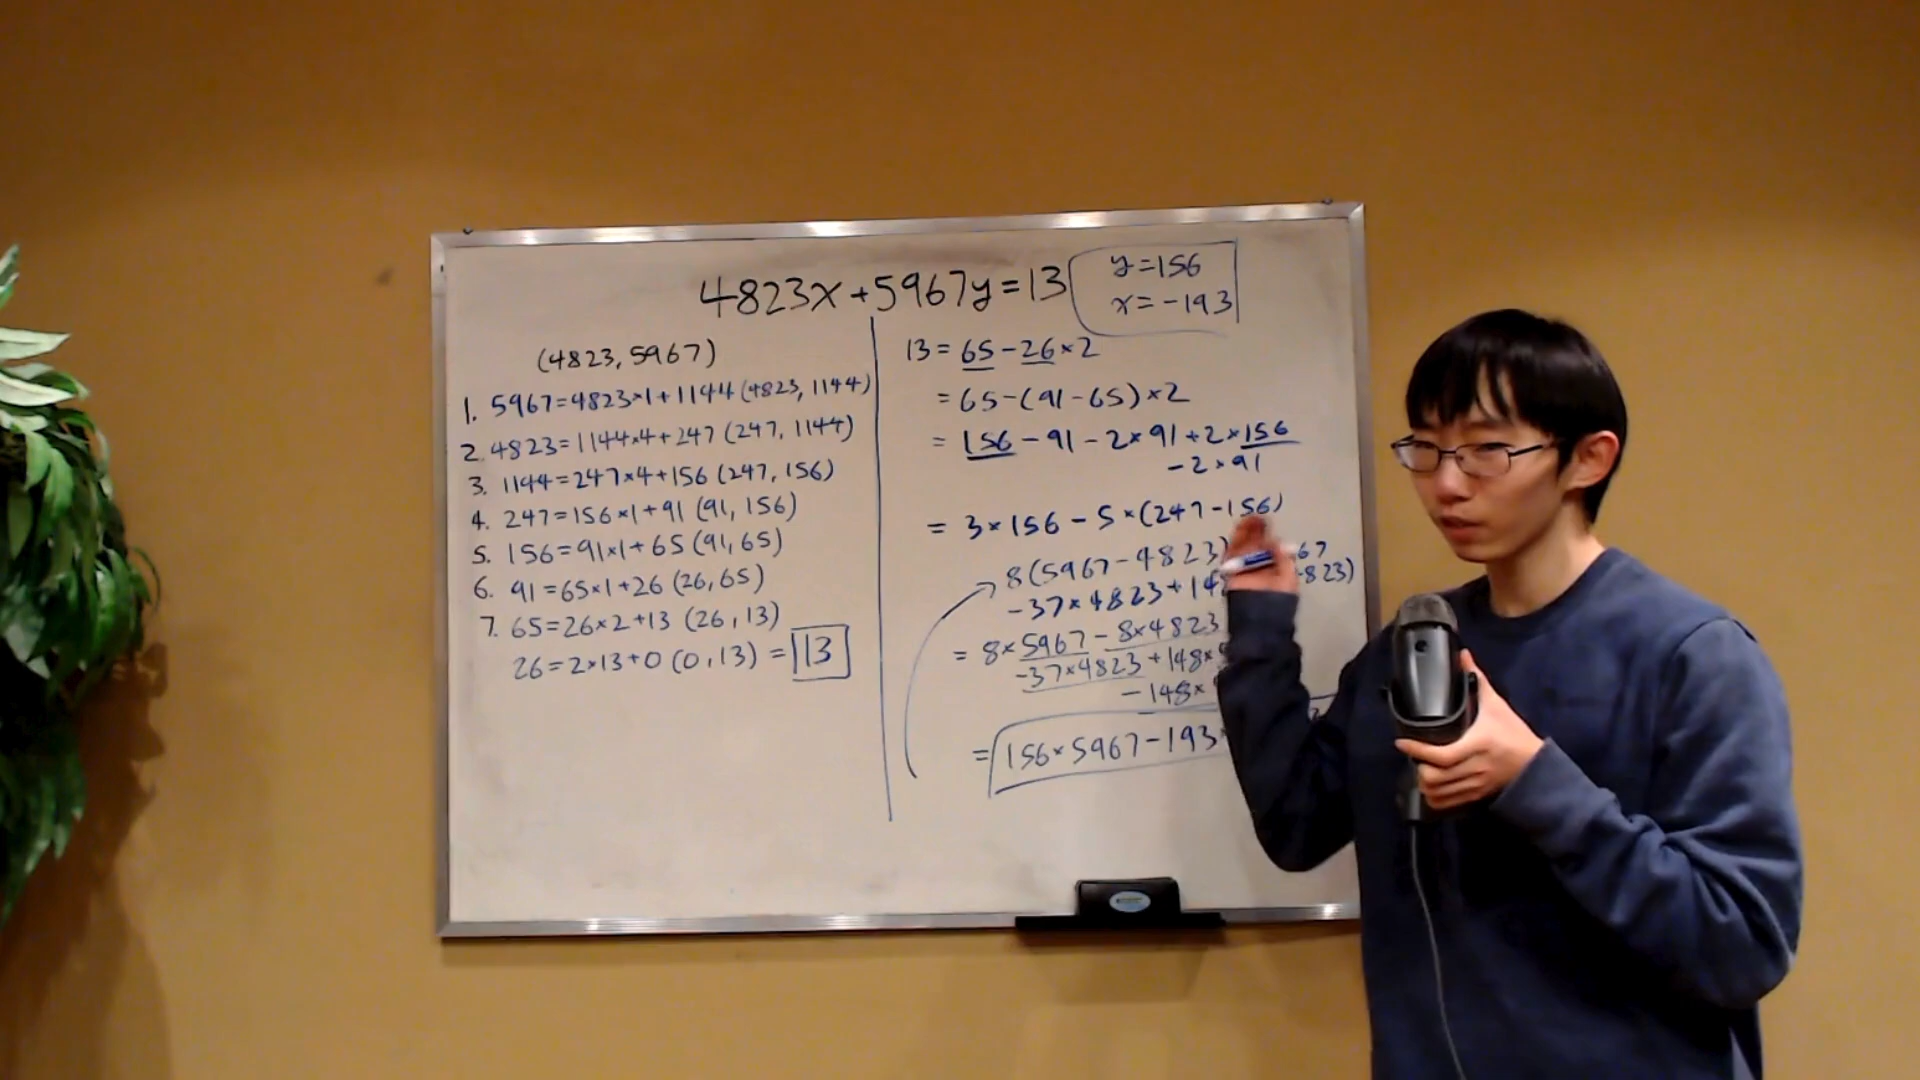 4823x+5967y=13
y=156
x=-193
(4823, 5967)
1. 5967=4823×1+1144 (4823, 1144)
2. 4823=1144×4+247 (247, 1144)
3. 1144=247×4+156 (247, 156)
4. 247=156×1+91 (91, 156)
5. 156=91×1+65 (91, 65)
6. 91=65×1+26 (26, 65)
7. 65=26×2+13 (26, 13)
26=2×13+0 (0, 13) = 13
13=65-26×2
=65-(91-65)×2
=156-91-2×91+2×156
-2×91
=3×156-5×(247-156)
8(5967-4823) 67
-37×4823+148 823)
=8×5967-8×4823
-37×4823+148×
-148×
=156×5967-193